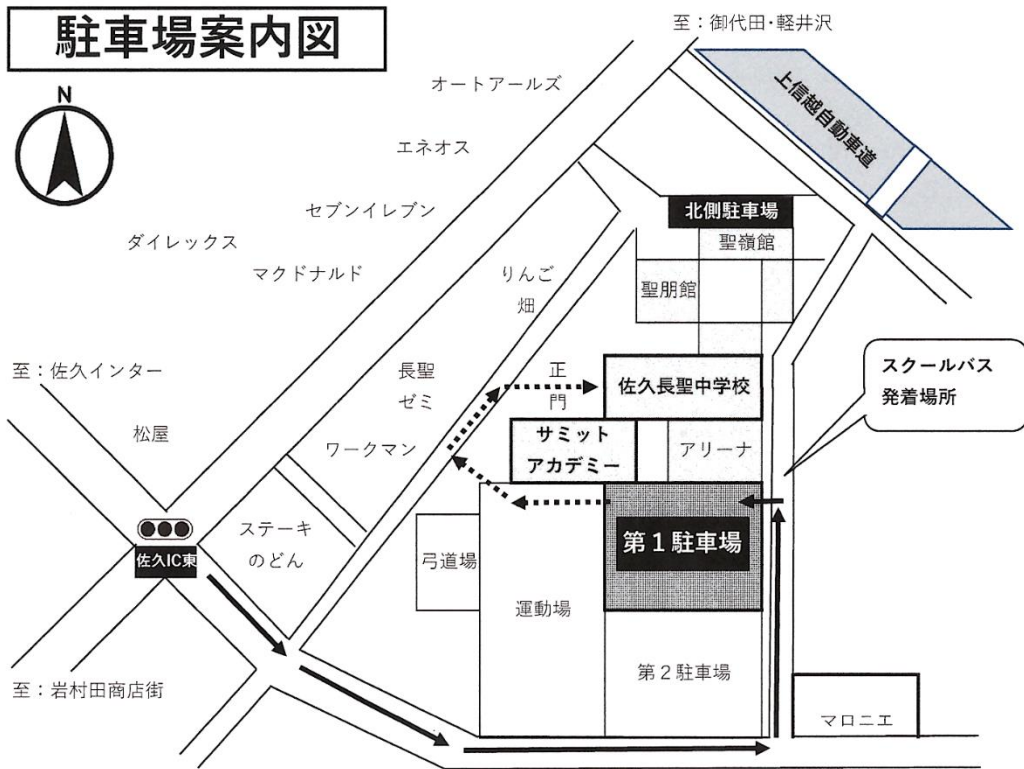 駐車場案内図
至：御代田・軽井沢
N
オートアールズ
上信越自動車道
エネオス
セブンイレブン
北側駐車場
ダイレックス
聖嶺館
マクドナルド
りんご
畑
聖朋館
至：佐久インター
長聖
ゼミ
正
門
佐久長聖中学校
スクールバス
発着場所
松屋
ワークマン
サミット
アカデミー
アリーナ
ステーキ
のどん
佐久IC東
弓道場
第１駐車場
運動場
第２駐車場
至：岩村田商店街
マロニエ